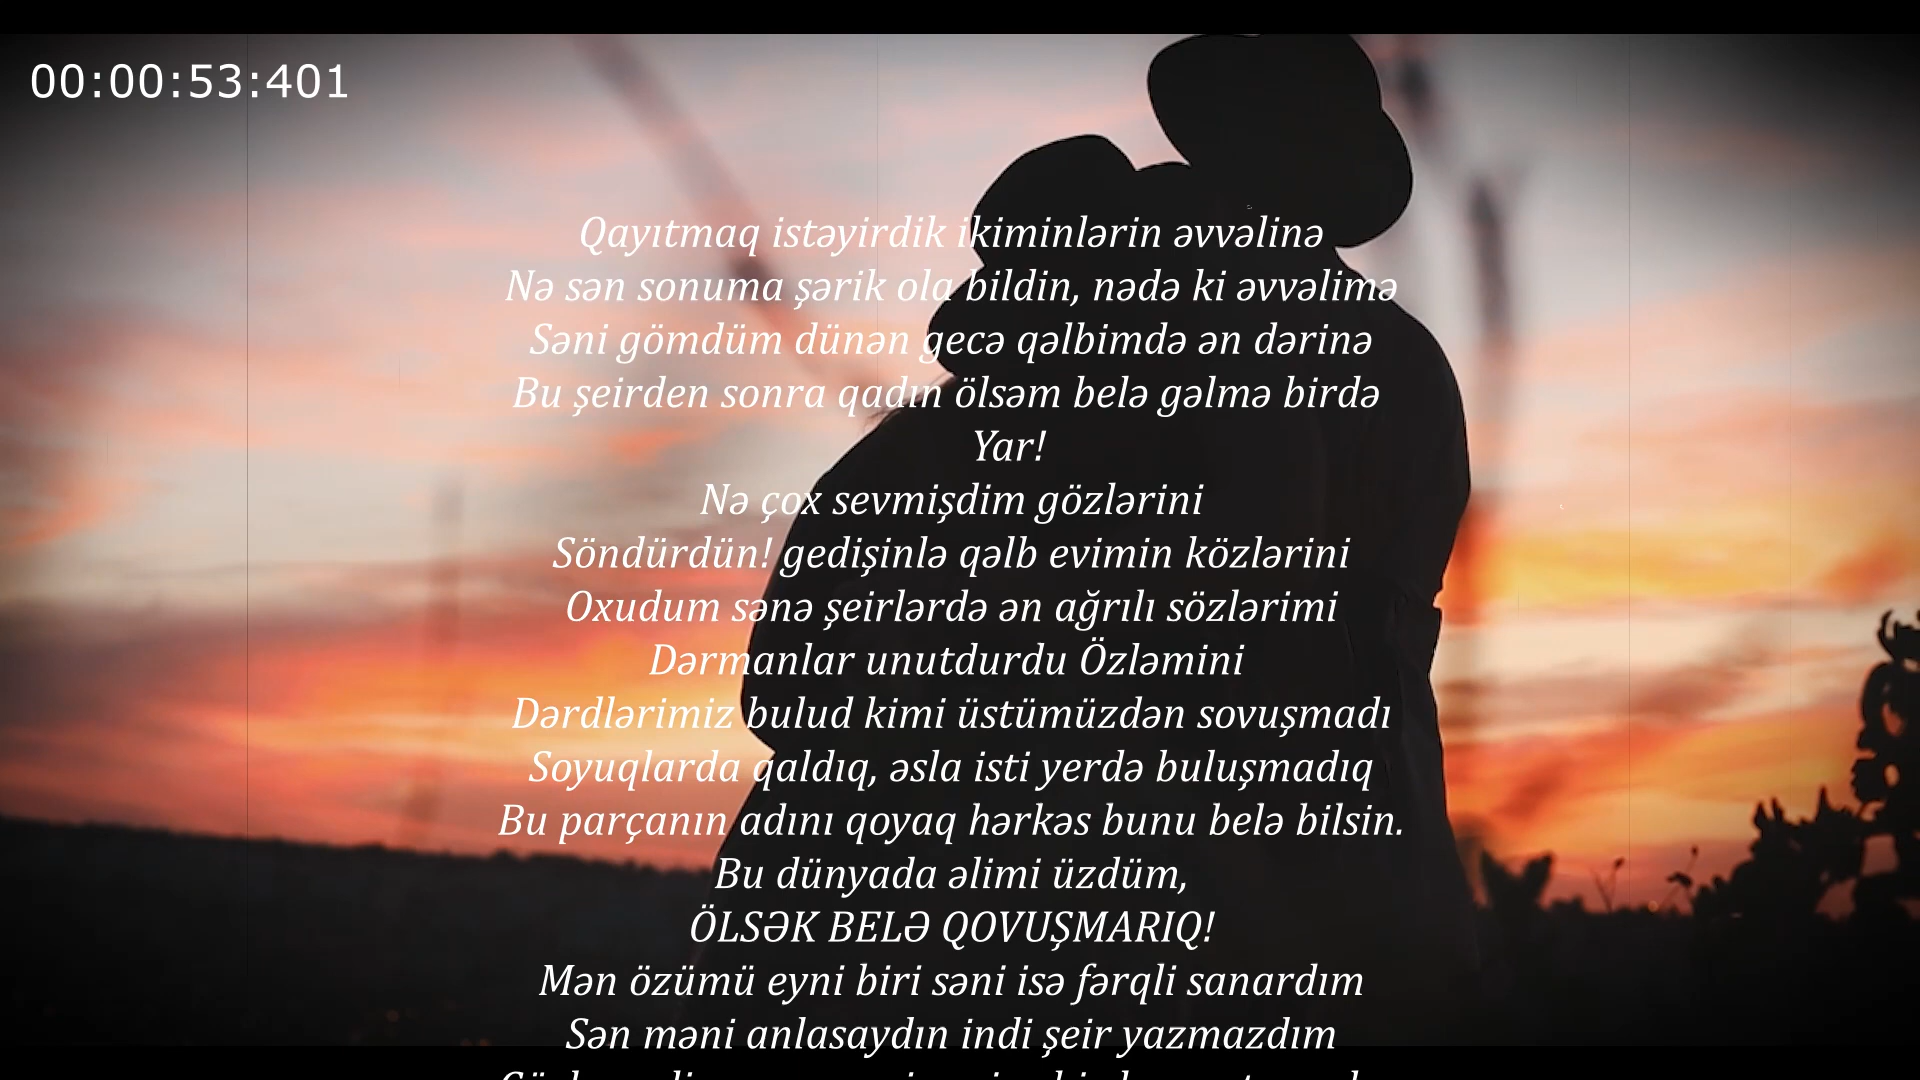 00:00:53:401
Qayıtmaq istəyirdik ikiminlərin əvvəlinə
Nə sən sonuma şərik ola bildin, nədə ki əvvəlimə
Səni gömdüm dünən gecə qəlbimdə ən dərinə
Bu şeirden sonra qadın ölsəm belə gəlmə birdə
Yar!
Nə çox sevmişdim gözlərini
Söndürdün! gedişinlə qəlb evimin közlərini
Oxudum sənə şeirlərdə ən ağrılı sözlərimi
Dərmanlar unutdurdu Özləmini
Dərdlərimiz bulud kimi üstümüzdən sovuşmadı
Soyuqlarda qaldıq, əsla isti yerdə buluşmadıq
Bu parçanın adını qoyaq hərkəs bunu belə bilsin.
Bu dünyada əlimi üzdüm,
ÖLSƏK BELƏ QOVUŞMARIQ!
Mən özümü eyni biri səni isə fərqli sanardım
Sən məni anlasaydın indi şeir yazmazdım